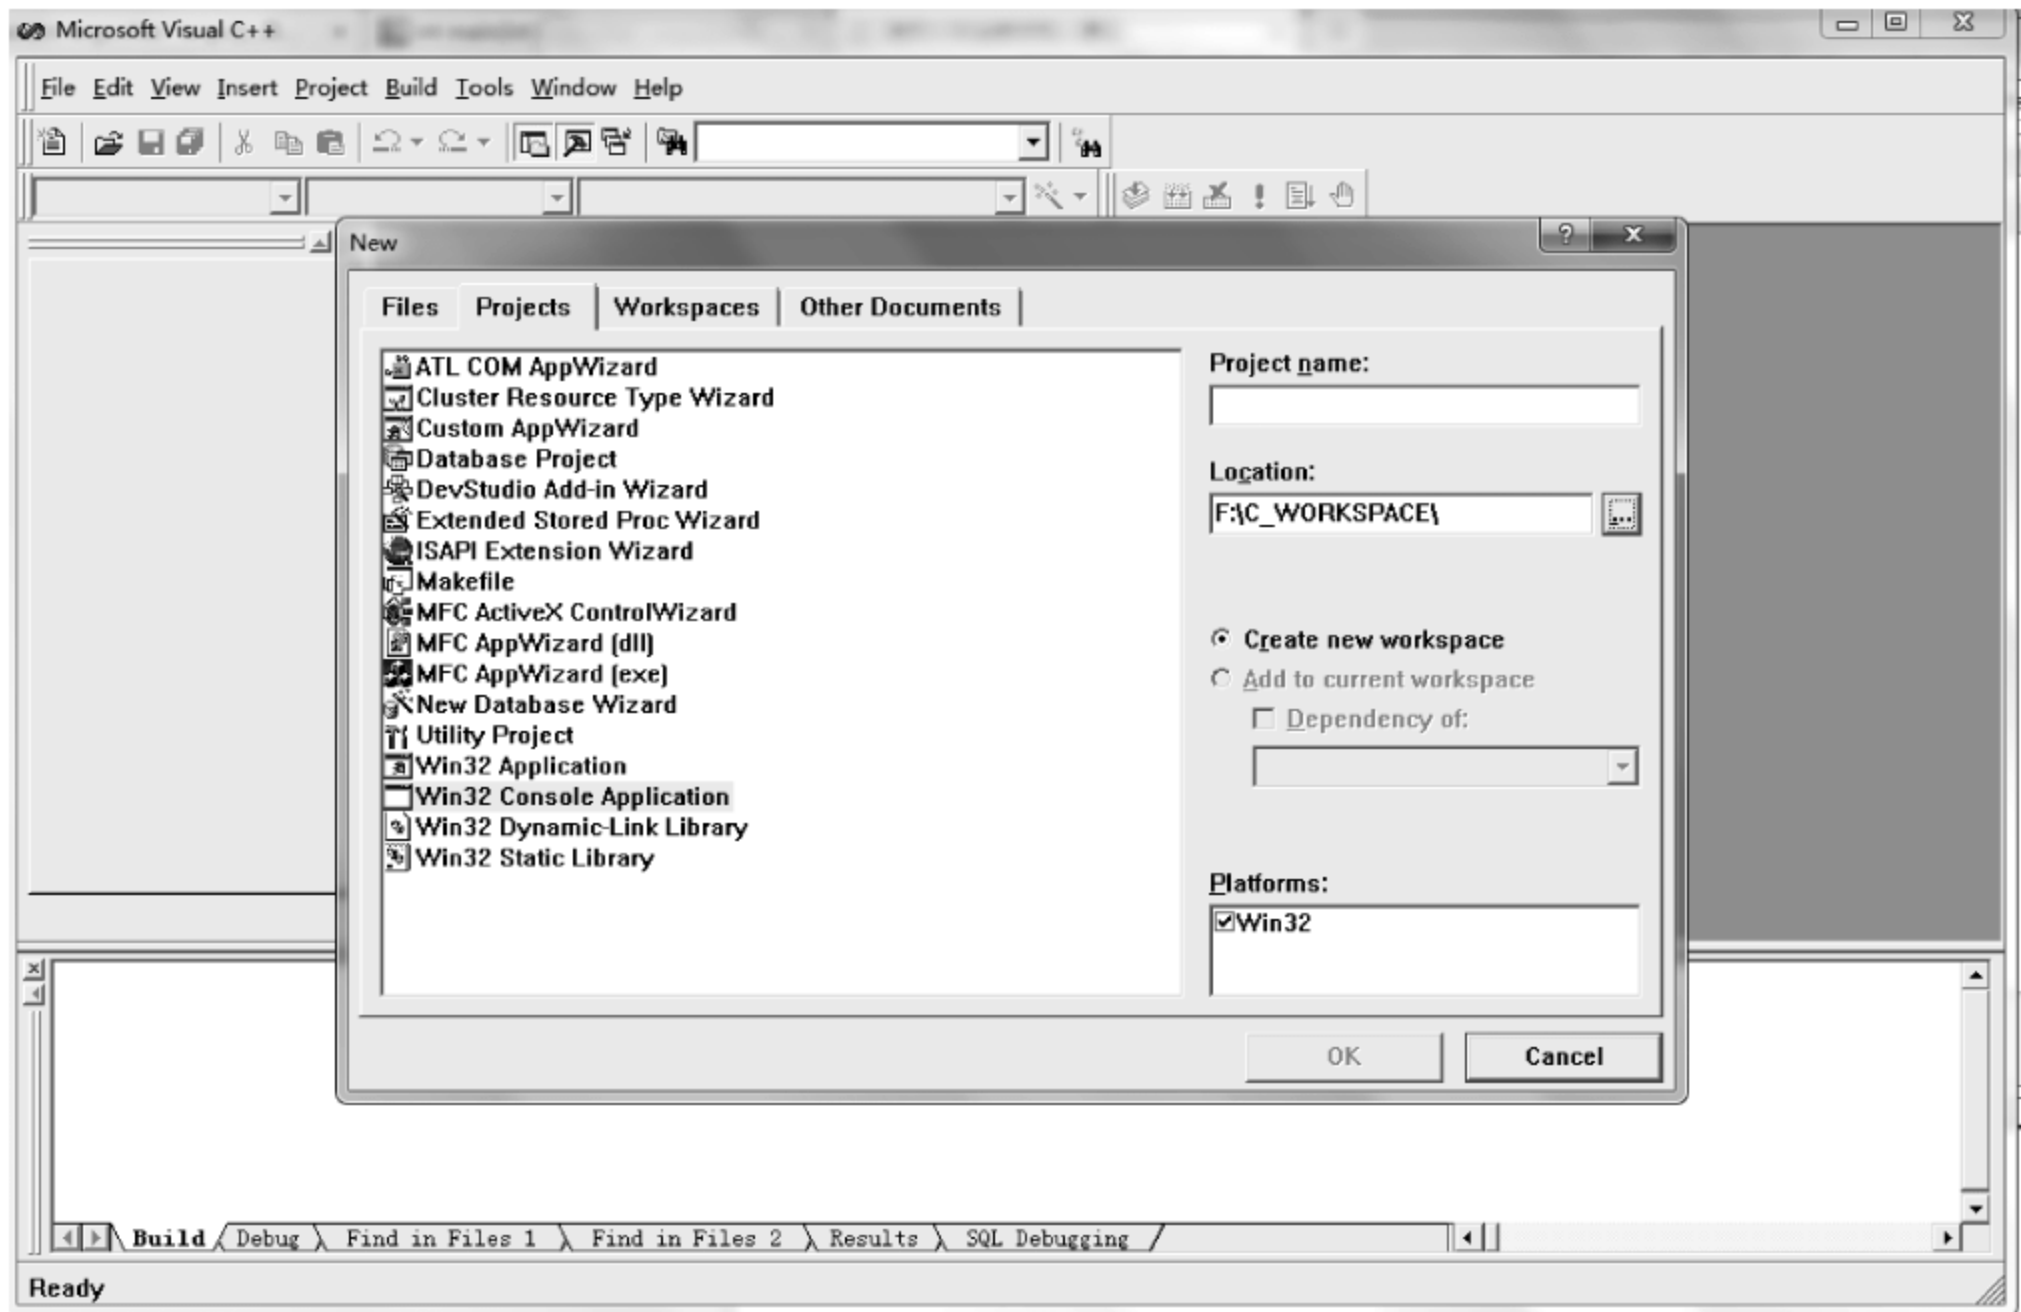 Microsoft Visual C++
File Edit View Insert Project Build Tools Window Help
New
Files Projects Workspaces Other Documents
ATL COM AppWizard
Cluster Resource Type Wizard
Custom AppWizard
Database Project
DevStudio Add-in Wizard
Extended Stored Proc Wizard
ISAPI Extension Wizard
Makefile
MFC ActiveX ControlWizard
MFC AppWizard (dll)
MFC AppWizard (exe)
New Database Wizard
Utility Project
Win32 Application
Win32 Console Application
Win32 Dynamic-Link Library
Win32 Static Library
Project name:
Location:
F:\C_WORKSPACE\
...
Create new workspace
Add to current workspace
Dependency of:
Platforms:
Win32
OK Cancel
Build Debug Find in Files 1 Find in Files 2 Results SQL Debugging
Ready